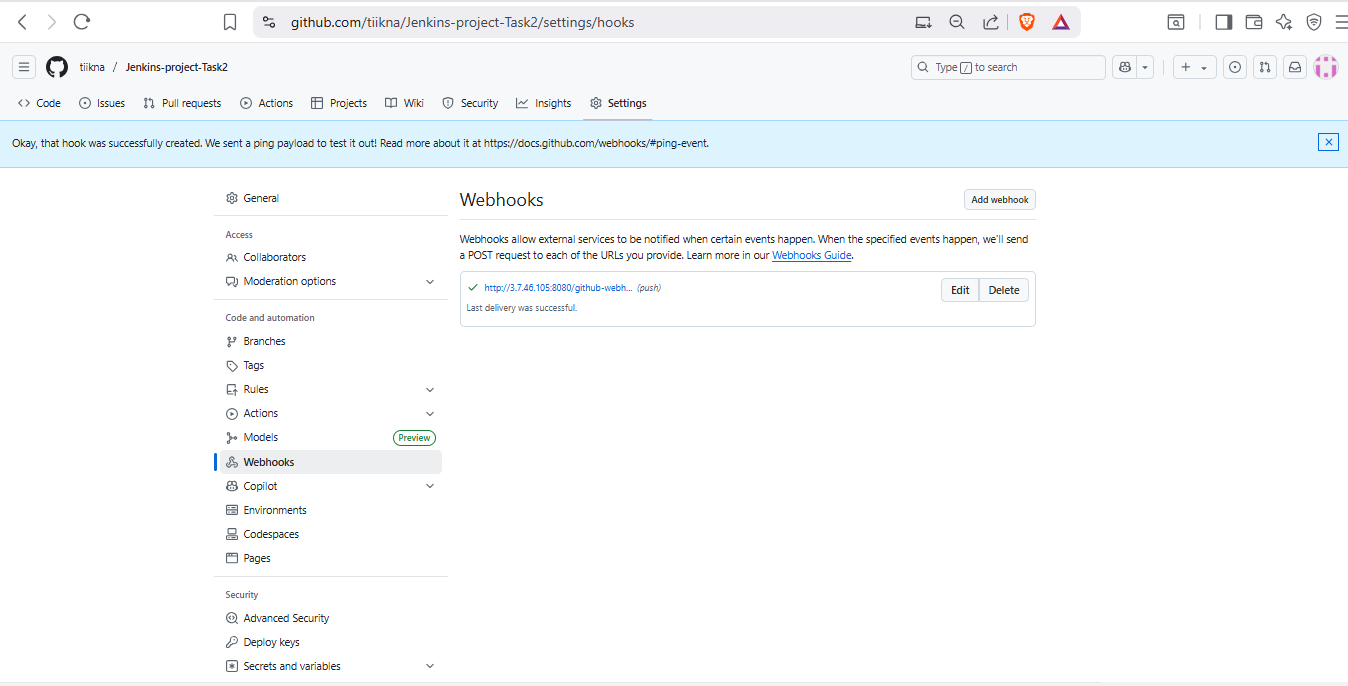 github.com/tiikna/Jenkins-project-Task2/settings/hooks
tiikna / Jenkins-project-Task2
Type / to search
Code Issues Pull requests Actions Projects Wiki Security Insights Settings
Okay, that hook was successfully created. We sent a ping payload to test it out! Read more about it at https://docs.github.com/webhooks/#ping-event.
General
Access
Collaborators
Moderation options
Code and automation
Branches
Tags
Rules
Actions
Models Preview
Webhooks
Copilot
Environments
Codespaces
Pages
Security
Advanced Security
Deploy keys
Secrets and variables
Webhooks
Add webhook
Webhooks allow external services to be notified when certain events happen. When the specified events happen, we'll send
a POST request to each of the URLs you provide. Learn more in our Webhooks Guide.
http://3.7.46.105:8080/github-webh... (push)
Edit Delete
Last delivery was successful.